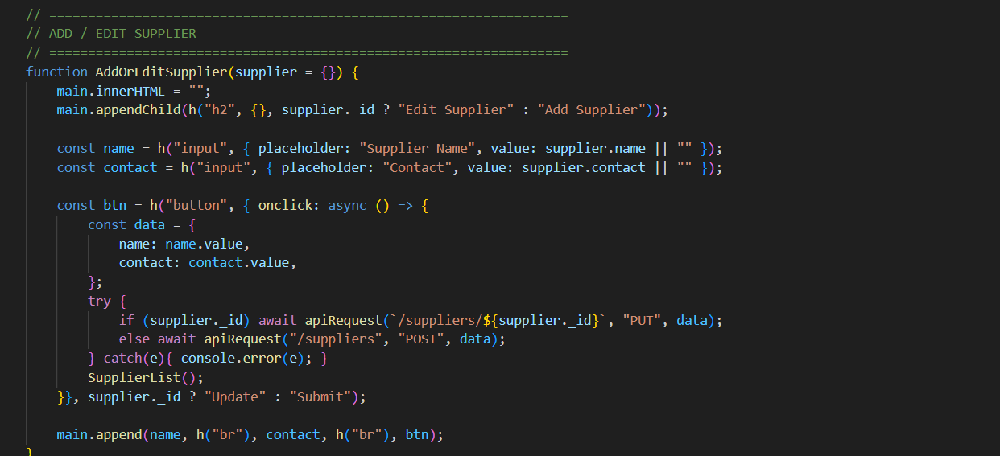 // ===================================================================
// ADD / EDIT SUPPLIER
// ===================================================================
function AddOrEditSupplier(supplier = {}) {
    main.innerHTML = "";
    main.appendChild(h("h2", {}, supplier._id ? "Edit Supplier" : "Add Supplier"));

    const name = h("input", { placeholder: "Supplier Name", value: supplier.name || "" });
    const contact = h("input", { placeholder: "Contact", value: supplier.contact || "" });

    const btn = h("button", { onclick: async () => {
        const data = {
            name: name.value,
            contact: contact.value,
        };
        try {
            if (supplier._id) await apiRequest(`/suppliers/${supplier._id}`, "PUT", data);
            else await apiRequest("/suppliers", "POST", data);
        } catch(e){ console.error(e); }
        SupplierList();
    }}, supplier._id ? "Update" : "Submit");

    main.append(name, h("br"), contact, h("br"), btn);
}